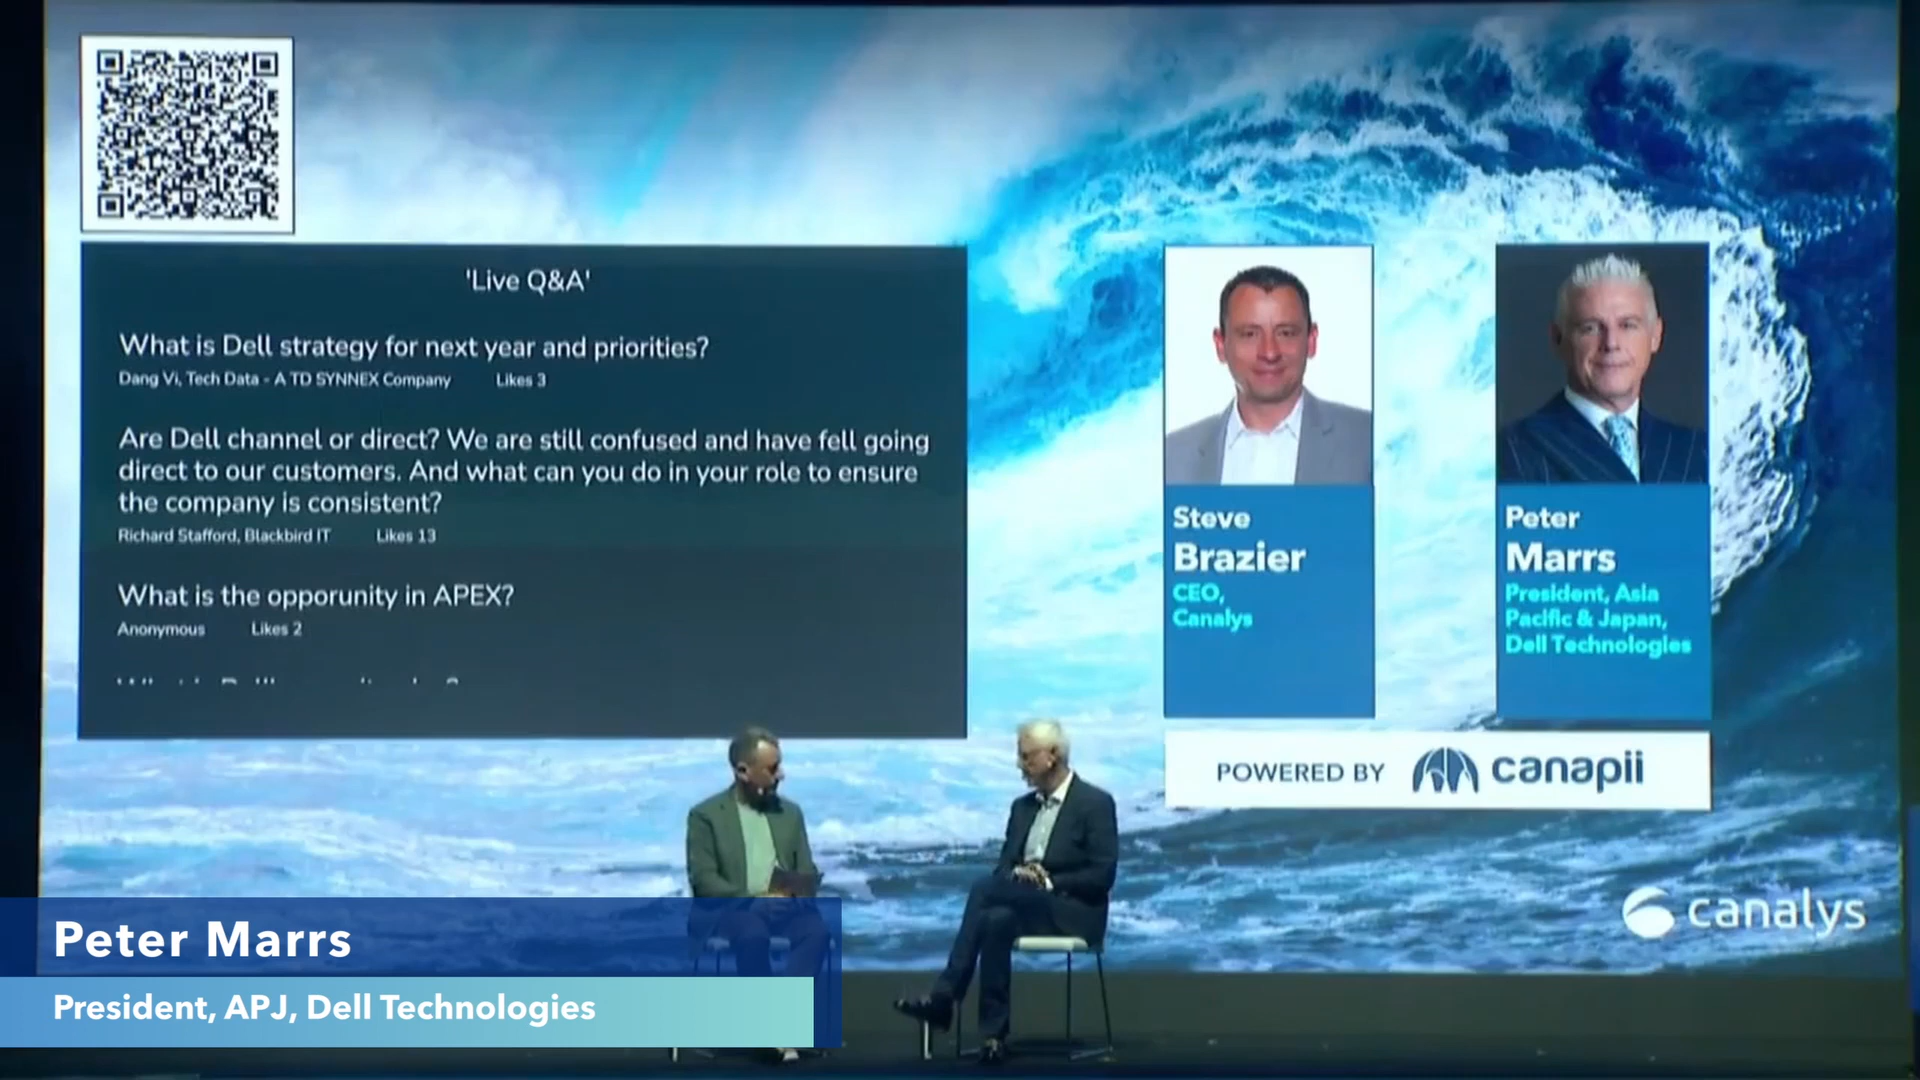 'Live Q&A'
What is Dell strategy for next year and priorities?
Dang Vi, Tech Data - A TD SYNNEX Company Likes 3
Are Dell channel or direct? We are still confused and have fell going
direct to our customers. And what can you do in your role to ensure
the company is consistent?
Richard Stafford, Blackbird IT Likes 13
What is the opporunity in APEX?
Anonymous Likes 2
Steve
Brazier
CEO,
Canalys
Peter
Marrs
President, Asia
Pacific & Japan,
Dell Technologies
POWERED BY canapii
canalys
Peter Marrs
President, APJ, Dell Technologies